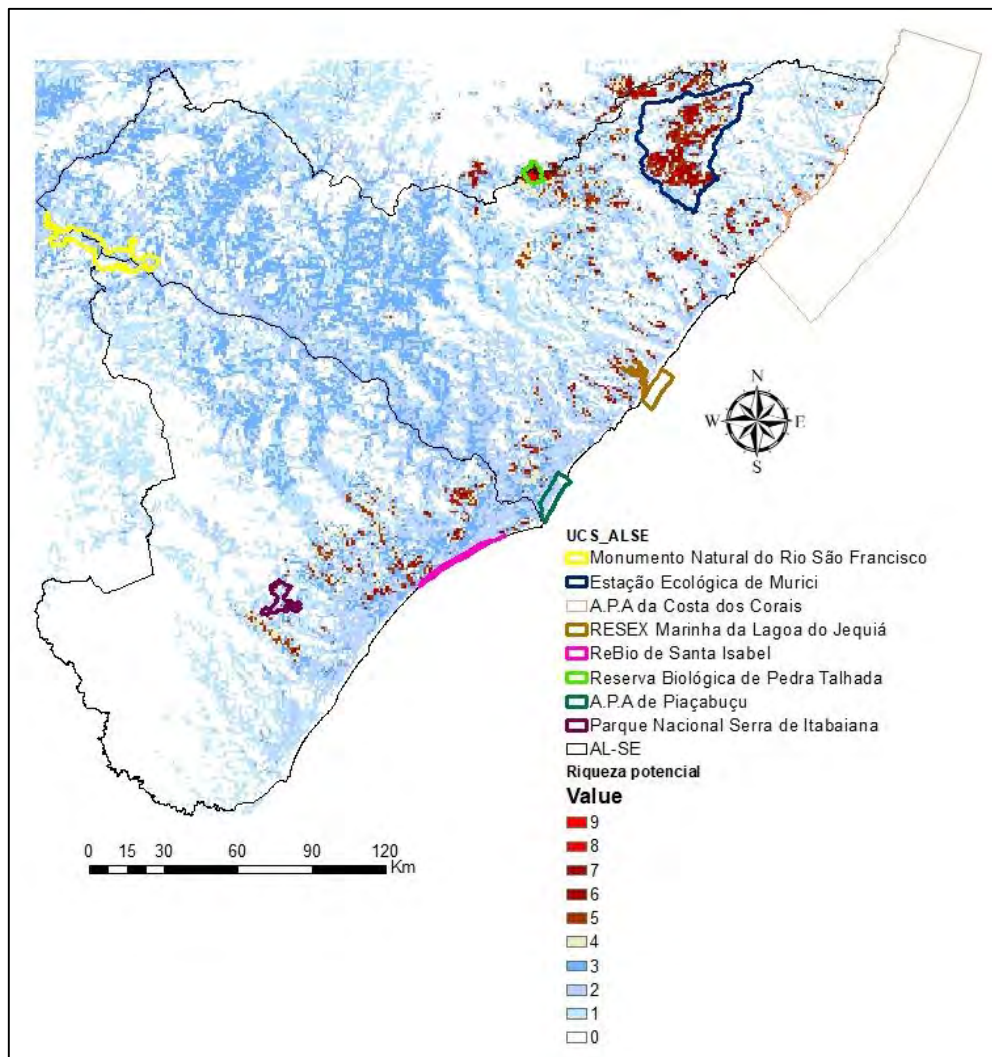 N
W E
S
UCS_ALSE
Monumento Natural do Rio São Francisco
Estação Ecológica de Murici
A.P.A da Costa dos Corais
RESEX Marinha da Lagoa do Jequiá
ReBio de Santa Isabel
Reserva Biológica de Pedra Talhada
A.P.A de Piaçabuçu
Parque Nacional Serra de Itabaiana
AL-SE
Riqueza potencial
Value
9
8
7
6
5
4
3
2
1
0
0 15 30 60 90 120
Km